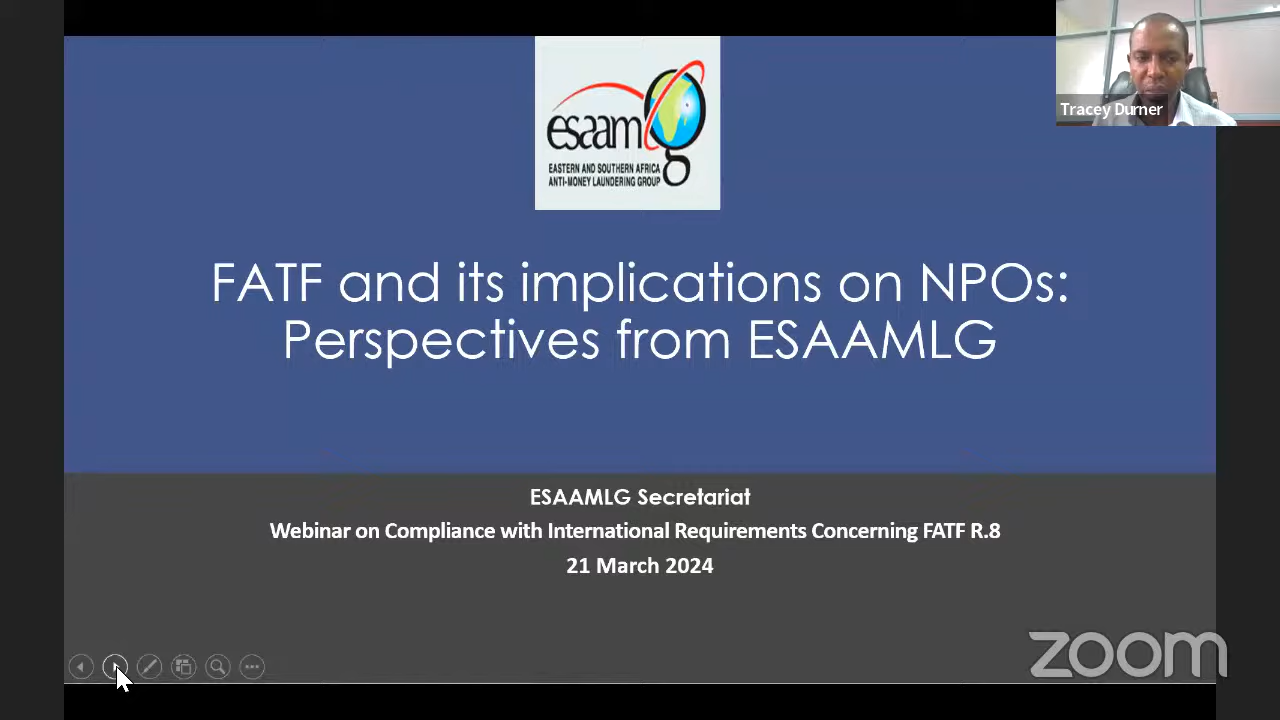 Tracey Durner
esaamlg
EASTERN AND SOUTHERN AFRICA
ANTI-MONEY LAUNDERING GROUP
FATF and its implications on NPOs:
Perspectives from ESAAMLG
ESAAMLG Secretariat
Webinar on Compliance with International Requirements Concerning FATF R.8
21 March 2024
zoom